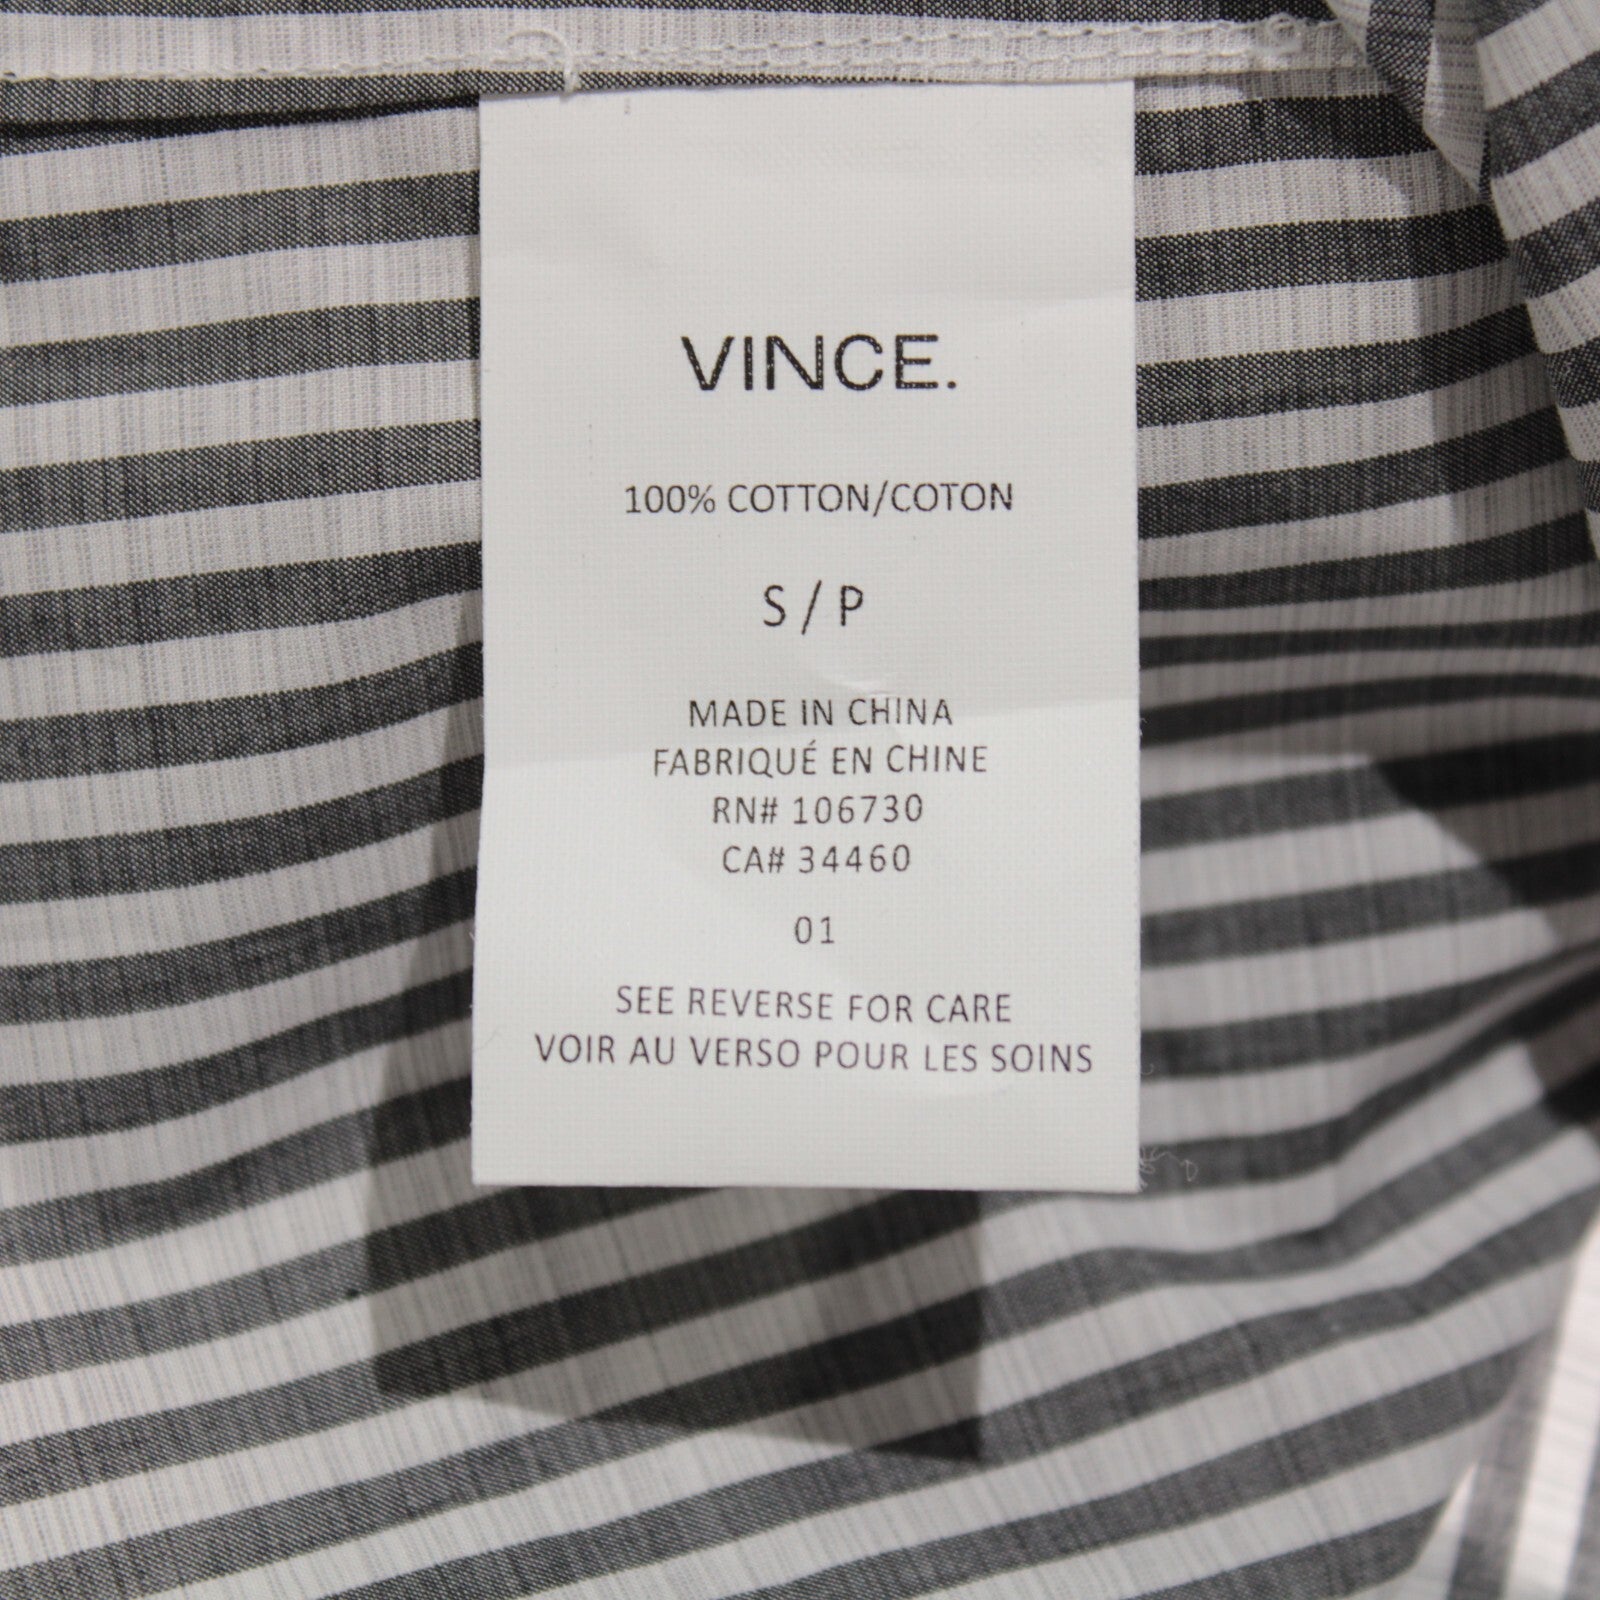 VINCE.
100% COTTON/COTON
S / P
MADE IN CHINA
FABRIQUÉ EN CHINE
RN# 106730
CA# 34460
01
SEE REVERSE FOR CARE
VOIR AU VERSO POUR LES SOINS